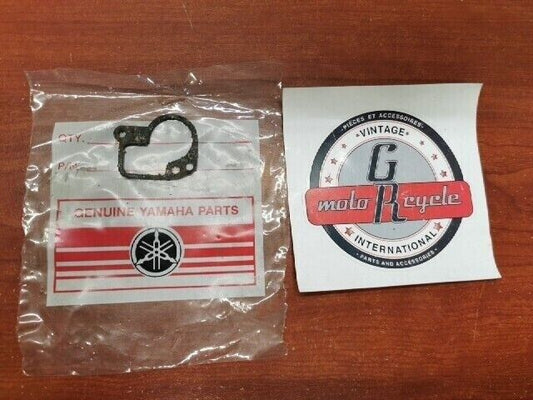 QTY.
GENUINE YAMAHA PARTS
PIECES ET ACCESSOIRES
• VINTAGE •
G
moto R cycle
INTERNATIONAL
PARTS AND ACCESSORIES